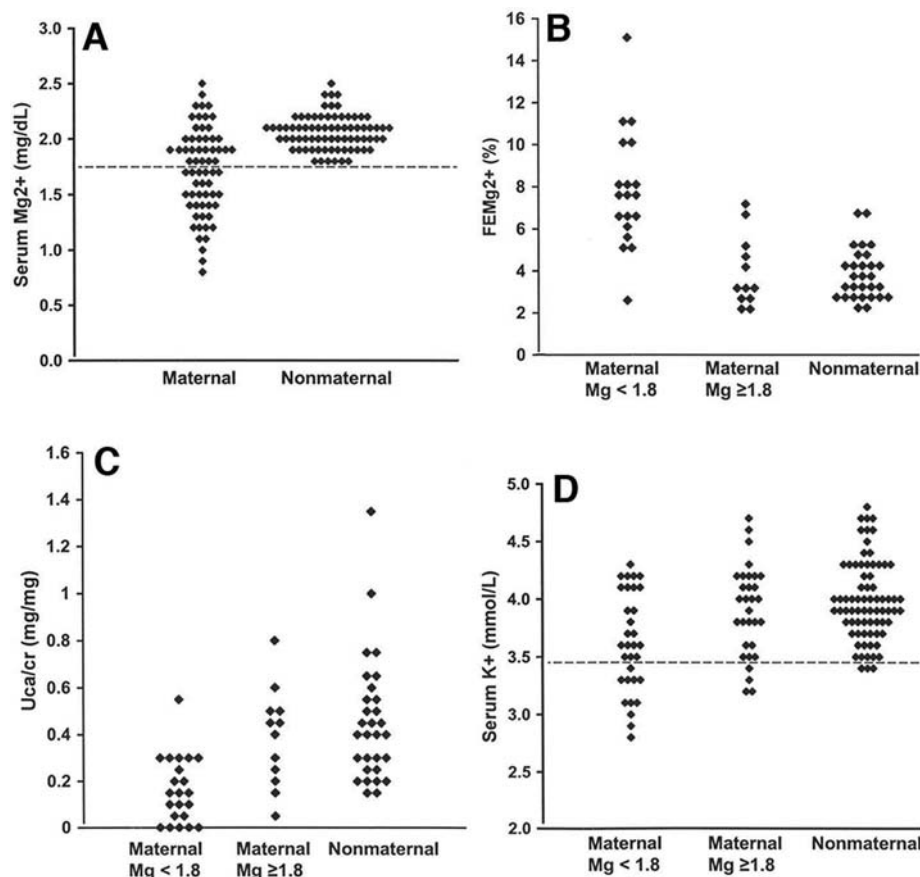 A
Serum Mg2+ (mg/dL)
3.0
2.5
2.0
1.5
1.0
0.5
0.0
Maternal Nonmaternal
B
FEMg2+ (%)
16
14
12
10
8
6
4
2
0
Maternal Maternal Nonmaternal
Mg < 1.8 Mg ≥1.8
C
Uca/cr (mg/mg)
1.6
1.4
1.2
1
0.8
0.6
0.4
0.2
0
Maternal Maternal Nonmaternal
Mg < 1.8 Mg ≥1.8
D
Serum K+ (mmol/L)
5.0
4.5
4.0
3.5
3.0
2.5
2.0
Maternal Maternal Nonmaternal
Mg < 1.8 Mg ≥1.8